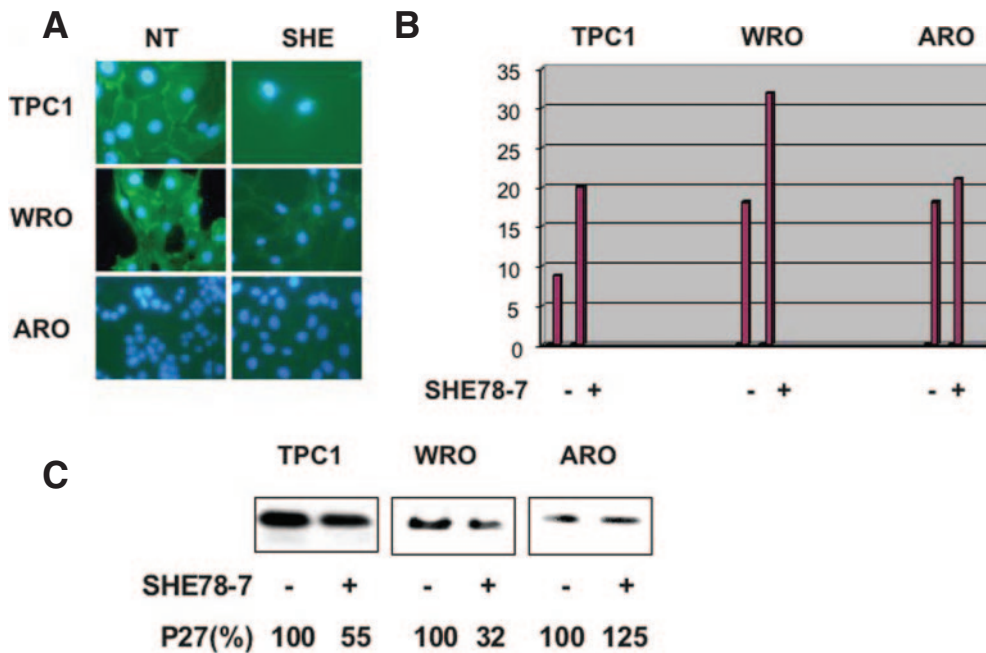 A
NT SHE
TPC1
WRO
ARO
B
TPC1 WRO ARO
35
30
25
20
15
10
5
0
SHE78-7 - + - + - +
C
TPC1 WRO ARO
SHE78-7 - + - + - +
P27(%) 100 55 100 32 100 125